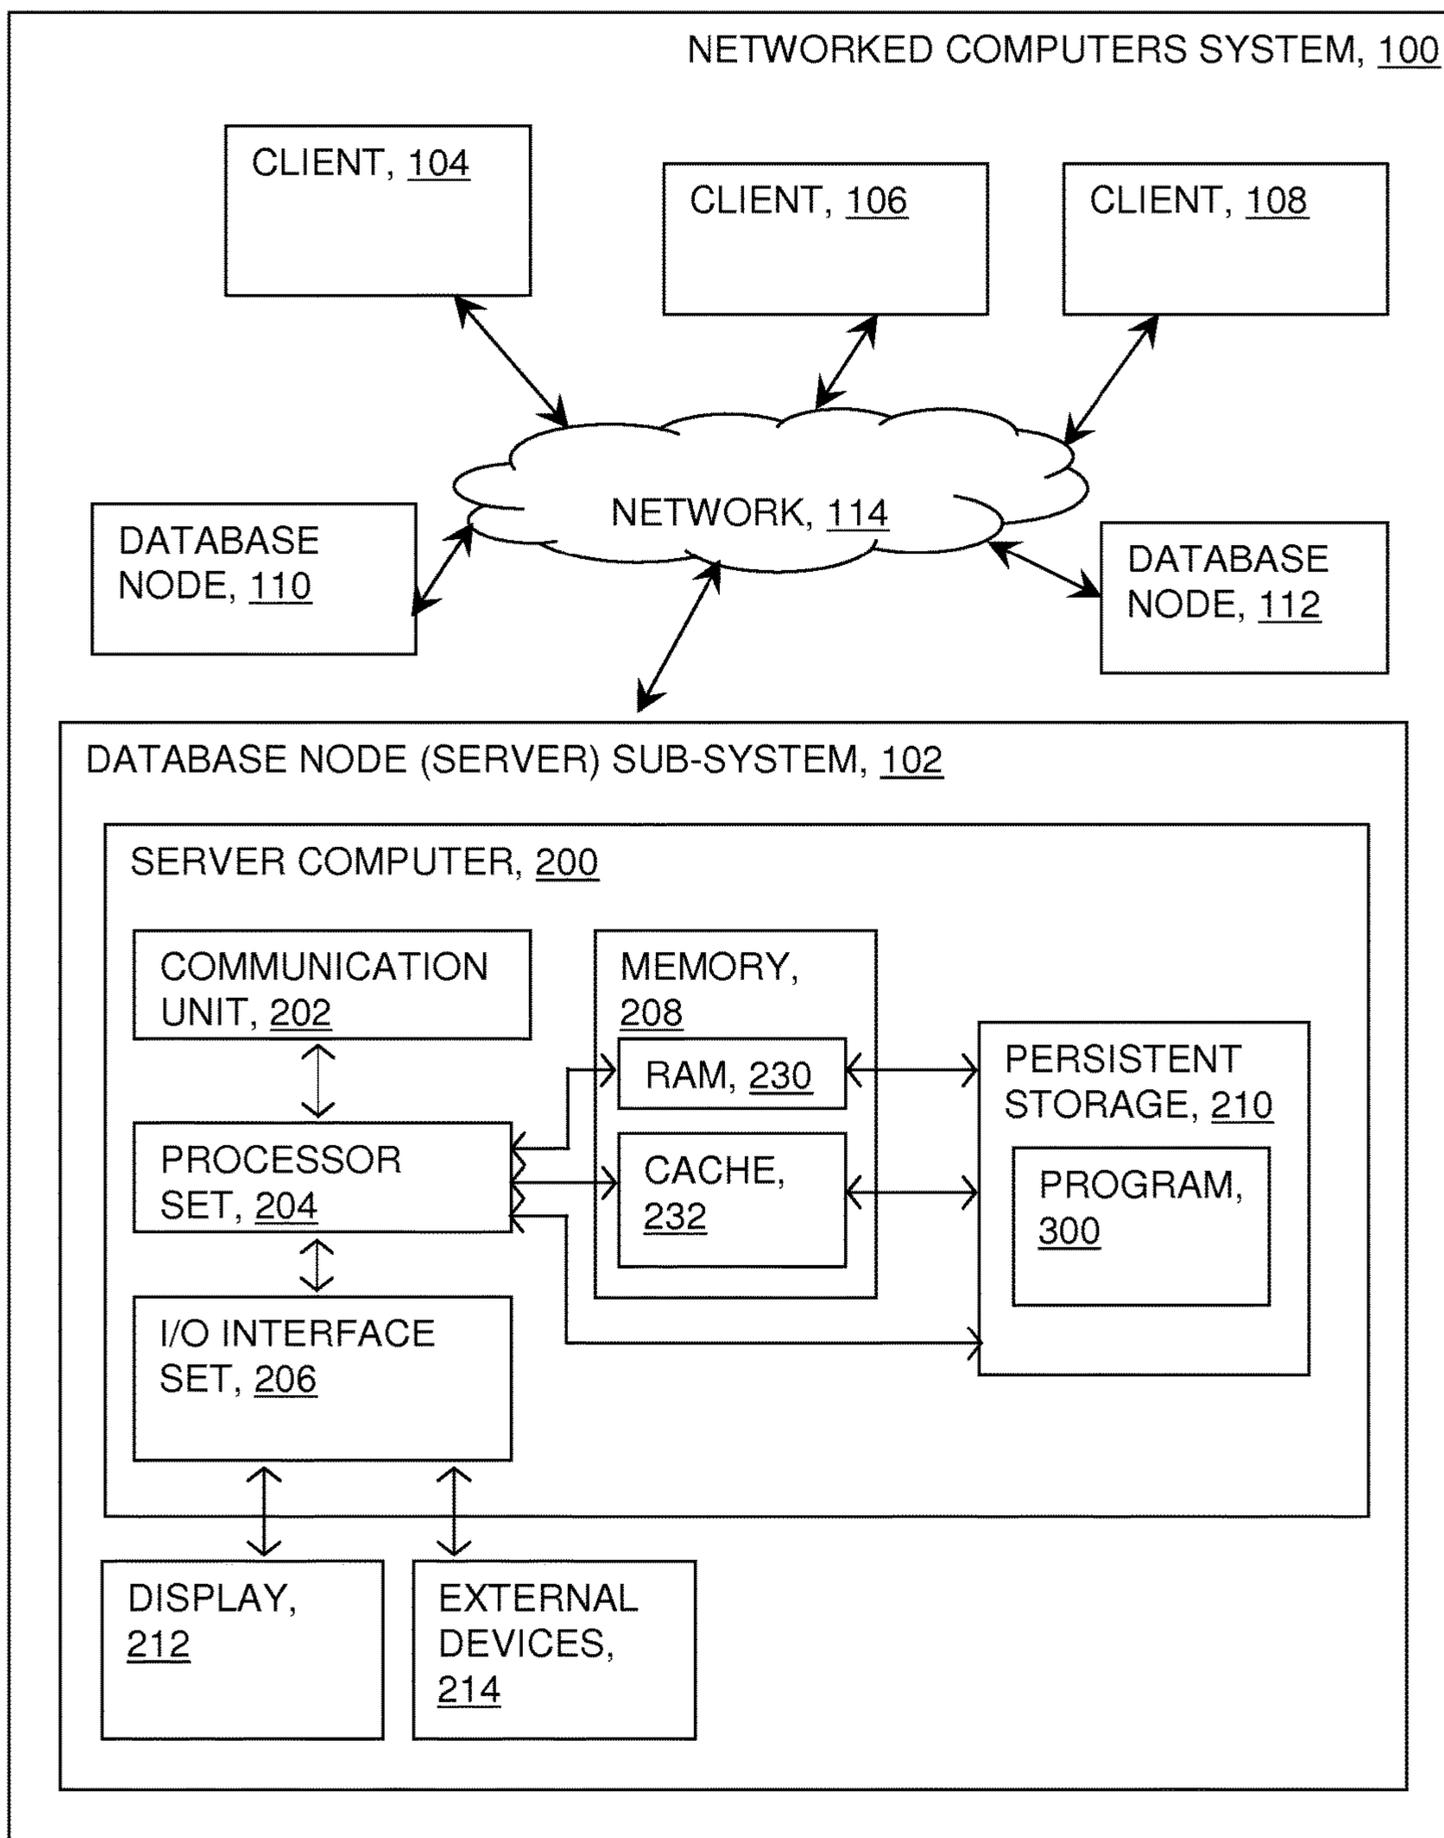 NETWORKED COMPUTERS SYSTEM, 100
CLIENT, 104
CLIENT, 106
CLIENT, 108
NETWORK, 114
DATABASE
NODE, 110
DATABASE
NODE, 112
DATABASE NODE (SERVER) SUB-SYSTEM, 102
SERVER COMPUTER, 200
COMMUNICATION
UNIT, 202
MEMORY,
208
RAM, 230
PERSISTENT
STORAGE, 210
PROCESSOR
SET, 204
CACHE,
232
PROGRAM,
300
I/O INTERFACE
SET, 206
DISPLAY,
212
EXTERNAL
DEVICES,
214